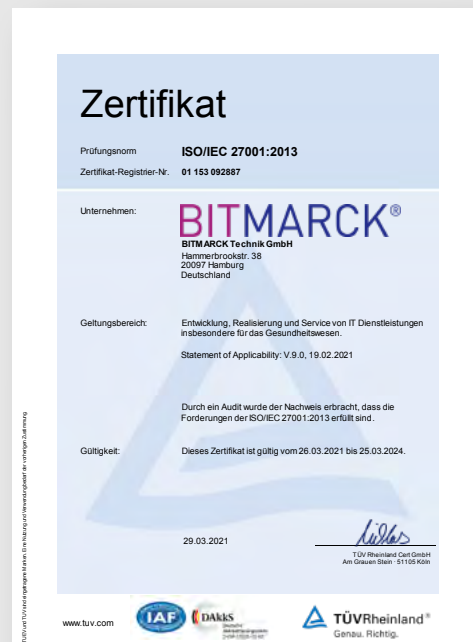 Zertifikat
Prüfungsnorm ISO/IEC 27001:2013
Zertifikat-Registrier-Nr. 01 153 092887
Unternehmen: BITMARCK®
BITMARCK Technik GmbH
Hammerbrookstr. 38
20097 Hamburg
Deutschland
Geltungsbereich: Entwicklung, Realisierung und Service von IT Dienstleistungen
insbesondere für das Gesundheitswesen.
Statement of Applicability: V.9.0, 19.02.2021
Durch ein Audit wurde der Nachweis erbracht, dass die
Forderungen der ISO/IEC 27001:2013 erfüllt sind.
Gültigkeit: Dieses Zertifikat ist gültig vom 26.03.2021 bis 25.03.2024.
29.03.2021
TÜV Rheinland Cert GmbH
Am Grauen Stein · 51105 Köln
www.tuv.com
IAF
DAkkS
Deutsche
Akkreditierungsstelle
TÜVRheinland®
Genau. Richtig.